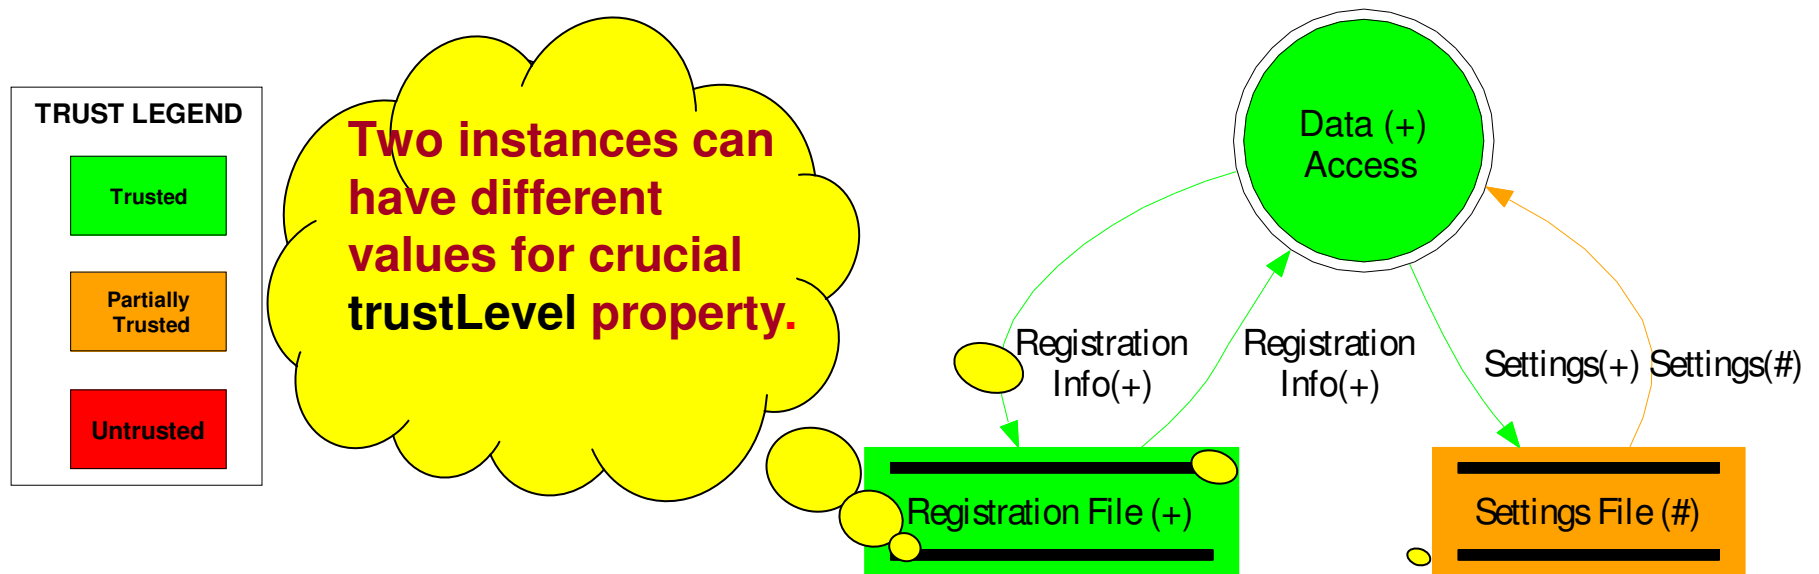 TRUST LEGEND
Trusted
Partially
Trusted
Untrusted
Two instances can
have different
values for crucial
trustLevel property.
Data (+)
Access
Registration
Info(+)
Registration
Info(+)
Settings(+)
Settings(#)
Registration File (+)
Settings File (#)